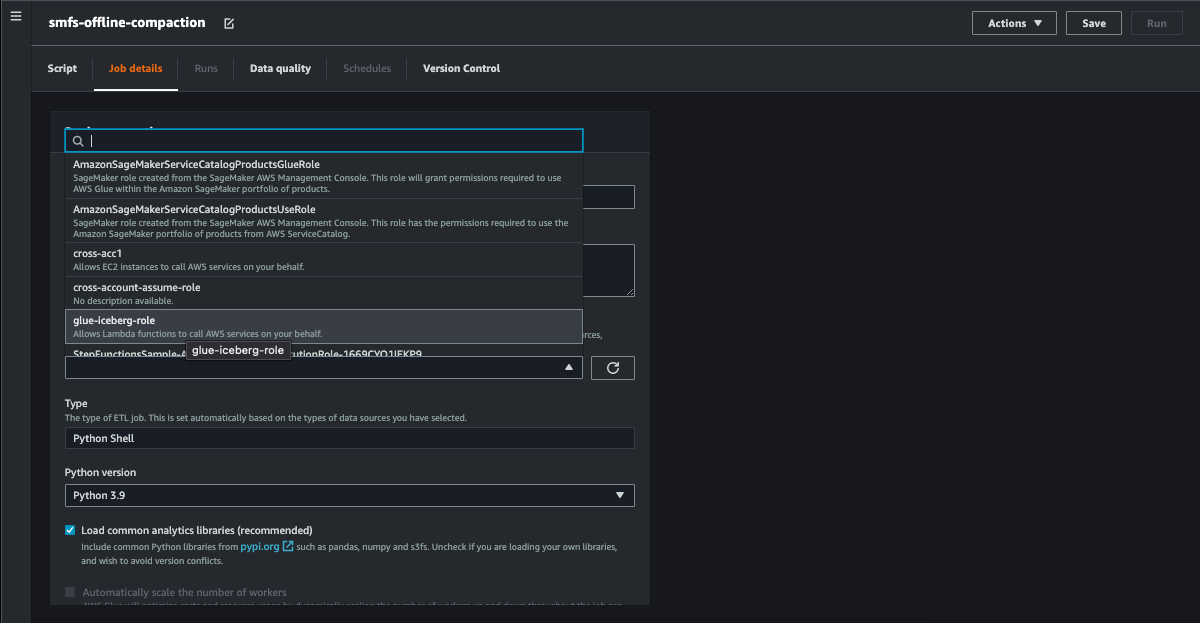 smfs-offline-compaction
Actions
Save
Run
Script
Job details
Runs
Data quality
Schedules
Version Control
AmazonSageMakerServiceCatalogProductsGlueRole
SageMaker role created from the SageMaker AWS Management Console. This role will grant permissions required to use
AWS Glue within the Amazon SageMaker portfolio of products.
AmazonSageMakerServiceCatalogProductsUseRole
SageMaker role created from the SageMaker AWS Management Console. This role has the permissions required to use the
Amazon SageMaker portfolio of products from AWS ServiceCatalog.
cross-acc1
Allows EC2 instances to call AWS services on your behalf.
cross-account-assume-role
No description available.
glue-iceberg-role
Allows Lambda functions to call AWS services on your behalf.
glue-iceberg-role
Type
The type of ETL job. This is set automatically based on the types of data sources you have selected.
Python Shell
Python version
Python 3.9
Load common analytics libraries (recommended)
Include common Python libraries from pypi.org such as pandas, numpy and s3fs. Uncheck if you are loading your own libraries,
and wish to avoid version conflicts.
Automatically scale the number of workers